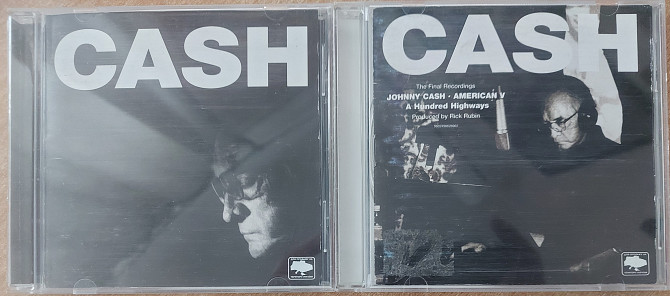 CASH
CASH
The Final Recordings
JOHNNY CASH · AMERICAN V
A Hundred Highways
Produced by Rick Rubin